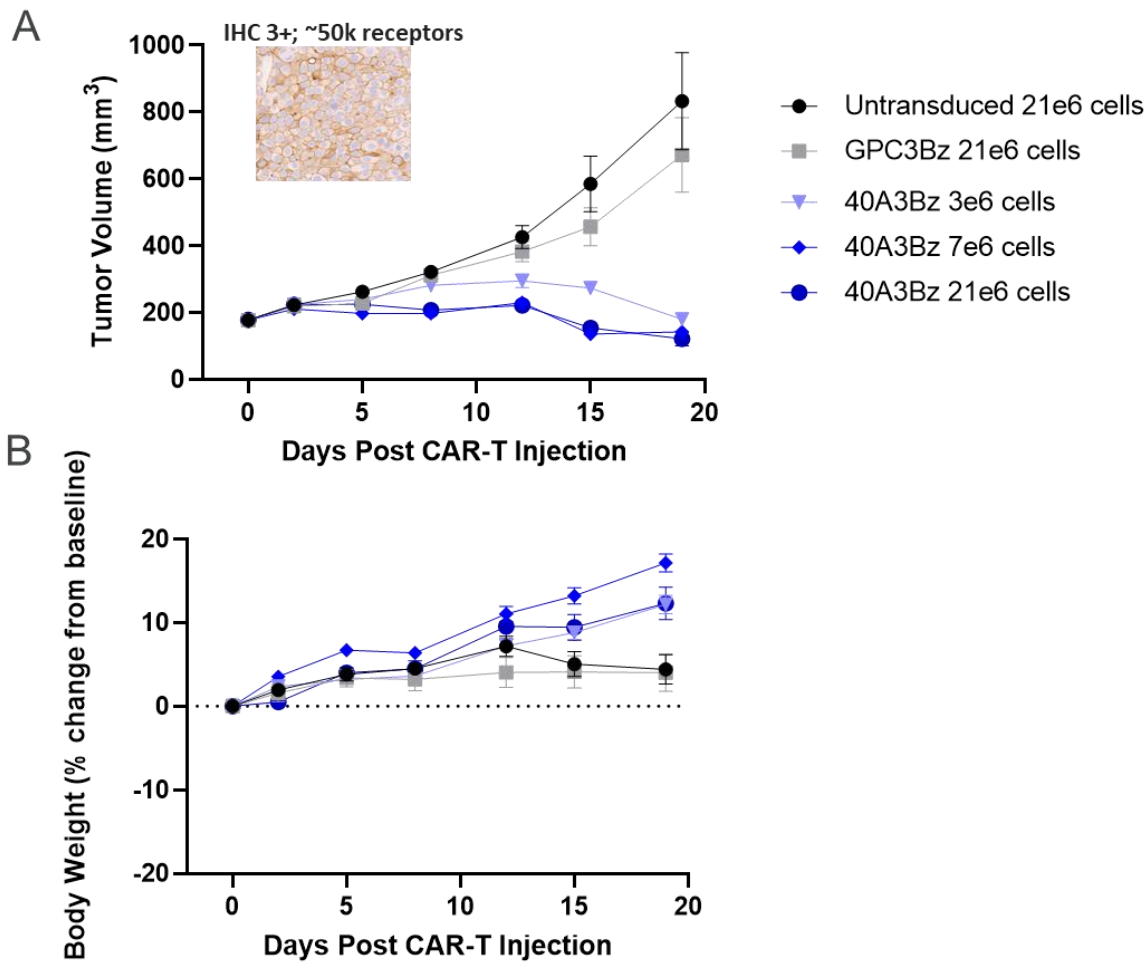 A
IHC 3+; ~50k receptors
1000
800
600
400
200
0
Tumor Volume (mm³)
0 5 10 15 20
Days Post CAR-T Injection
Untransduced 21e6 cells
GPC3Bz 21e6 cells
40A3Bz 3e6 cells
40A3Bz 7e6 cells
40A3Bz 21e6 cells
B
20
10
0
-10
-20
Body Weight (% change from baseline)
0 5 10 15 20
Days Post CAR-T Injection